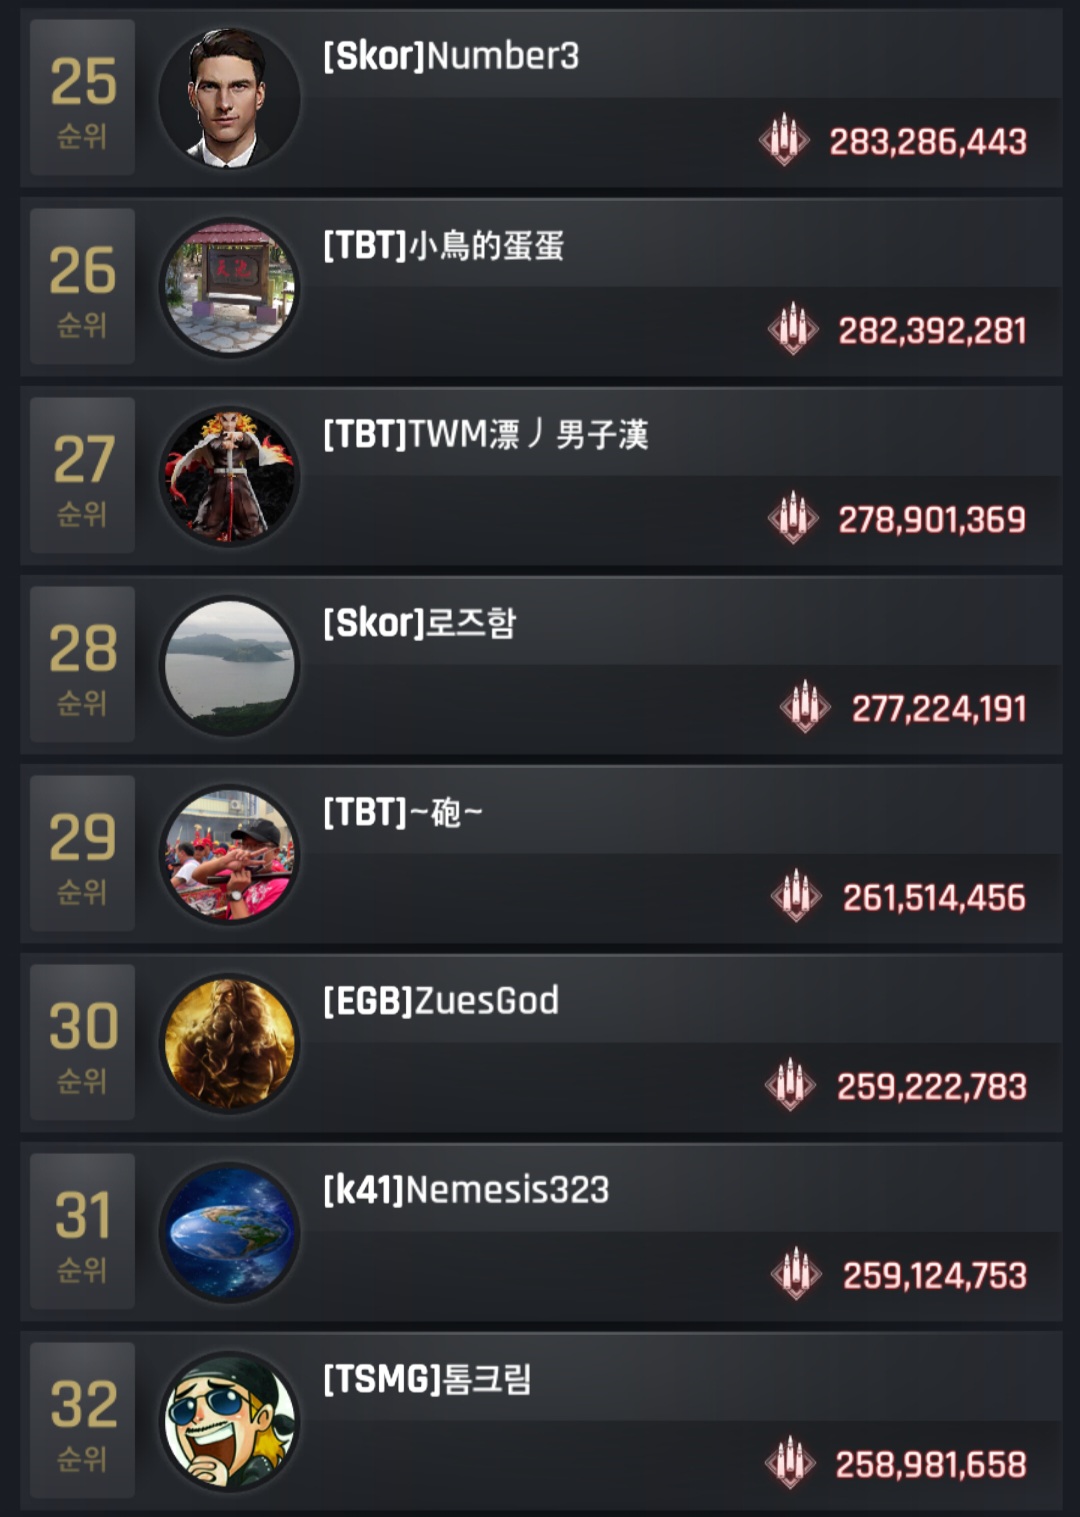 25
순위
[Skor]Number3
283,286,443
26
순위
[TBT]小鳥的蛋蛋
282,392,281
27
순위
[TBT]TWM漂丿男子漢
278,901,369
28
순위
[Skor]로즈함
277,224,191
29
순위
[TBT]~砲~
261,514,456
30
순위
[EGB]ZuesGod
259,222,783
31
순위
[k41]Nemesis323
259,124,753
32
순위
[TSMG]톰크림
258,981,658